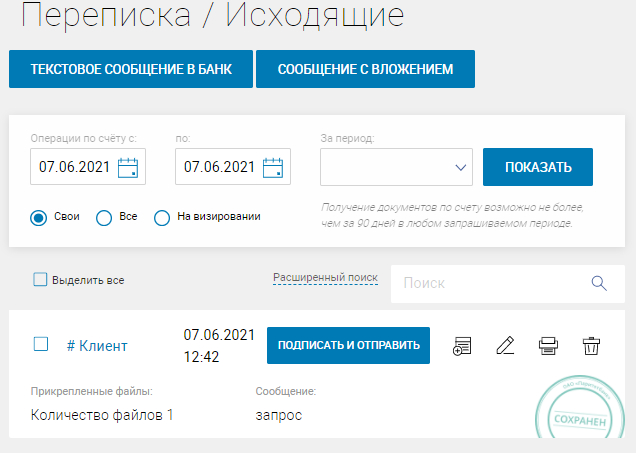 Переписка / Исходящие
ТЕКСТОВОЕ СООБЩЕНИЕ В БАНК СООБЩЕНИЕ С ВЛОЖЕНИЕМ
Операции по счёту с: по: За период:
07.06.2021 07.06.2021 ПОКАЗАТЬ
Свои Все На визировании
Получение документов по счету возможно не более,
чем за 90 дней в любом запрашиваемом периоде.
Выделить все Расширенный поиск Поиск
# Клиент 07.06.2021 12:42 ПОДПИСАТЬ И ОТПРАВИТЬ
Прикрепленные файлы: Сообщение:
Количество файлов 1 запрос
СОХРАНЕН